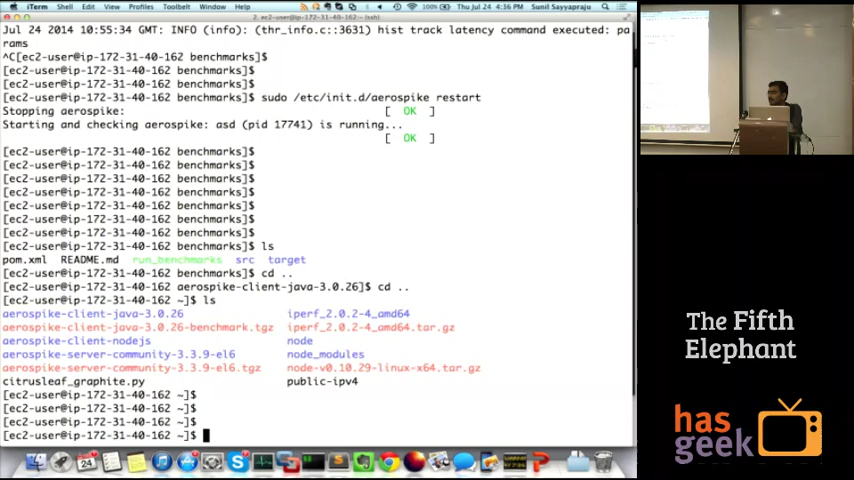 iTerm Shell Edit View Profiles Toolbelt Window Help 100% Thu Jul 24 4:36 PM Sunil Sayyapraju
2. ec2-user@ip-172-31-40-162:~ (ssh)
Jul 24 2014 10:55:34 GMT: INFO (info): (thr_info.c::3631) hist track latency command executed: pa
rams
^C[ec2-user@ip-172-31-40-162 benchmarks]$
[ec2-user@ip-172-31-40-162 benchmarks]$
[ec2-user@ip-172-31-40-162 benchmarks]$
[ec2-user@ip-172-31-40-162 benchmarks]$ sudo /etc/init.d/aerospike restart
Stopping aerospike: [ OK ]
Starting and checking aerospike: asd (pid 17741) is running...
[ OK ]
[ec2-user@ip-172-31-40-162 benchmarks]$
[ec2-user@ip-172-31-40-162 benchmarks]$
[ec2-user@ip-172-31-40-162 benchmarks]$
[ec2-user@ip-172-31-40-162 benchmarks]$
[ec2-user@ip-172-31-40-162 benchmarks]$
[ec2-user@ip-172-31-40-162 benchmarks]$
[ec2-user@ip-172-31-40-162 benchmarks]$
[ec2-user@ip-172-31-40-162 benchmarks]$ ls
pom.xml README.md run_benchmarks src target
[ec2-user@ip-172-31-40-162 benchmarks]$ cd ..
[ec2-user@ip-172-31-40-162 aerospike-client-java-3.0.26]$ cd ..
[ec2-user@ip-172-31-40-162 ~]$ ls
aerospike-client-java-3.0.26 iperf_2.0.2-4_amd64
aerospike-client-java-3.0.26-benchmark.tgz iperf_2.0.2-4_amd64.tar.gz
aerospike-client-nodejs node
aerospike-server-community-3.3.9-el6 node_modules
aerospike-server-community-3.3.9-el6.tgz node-v0.10.29-linux-x64.tar.gz
citrusleaf_graphite.py public-ipv4
[ec2-user@ip-172-31-40-162 ~]$
[ec2-user@ip-172-31-40-162 ~]$
[ec2-user@ip-172-31-40-162 ~]$
[ec2-user@ip-172-31-40-162 ~]$
The Fifth
Elephant
has
geek